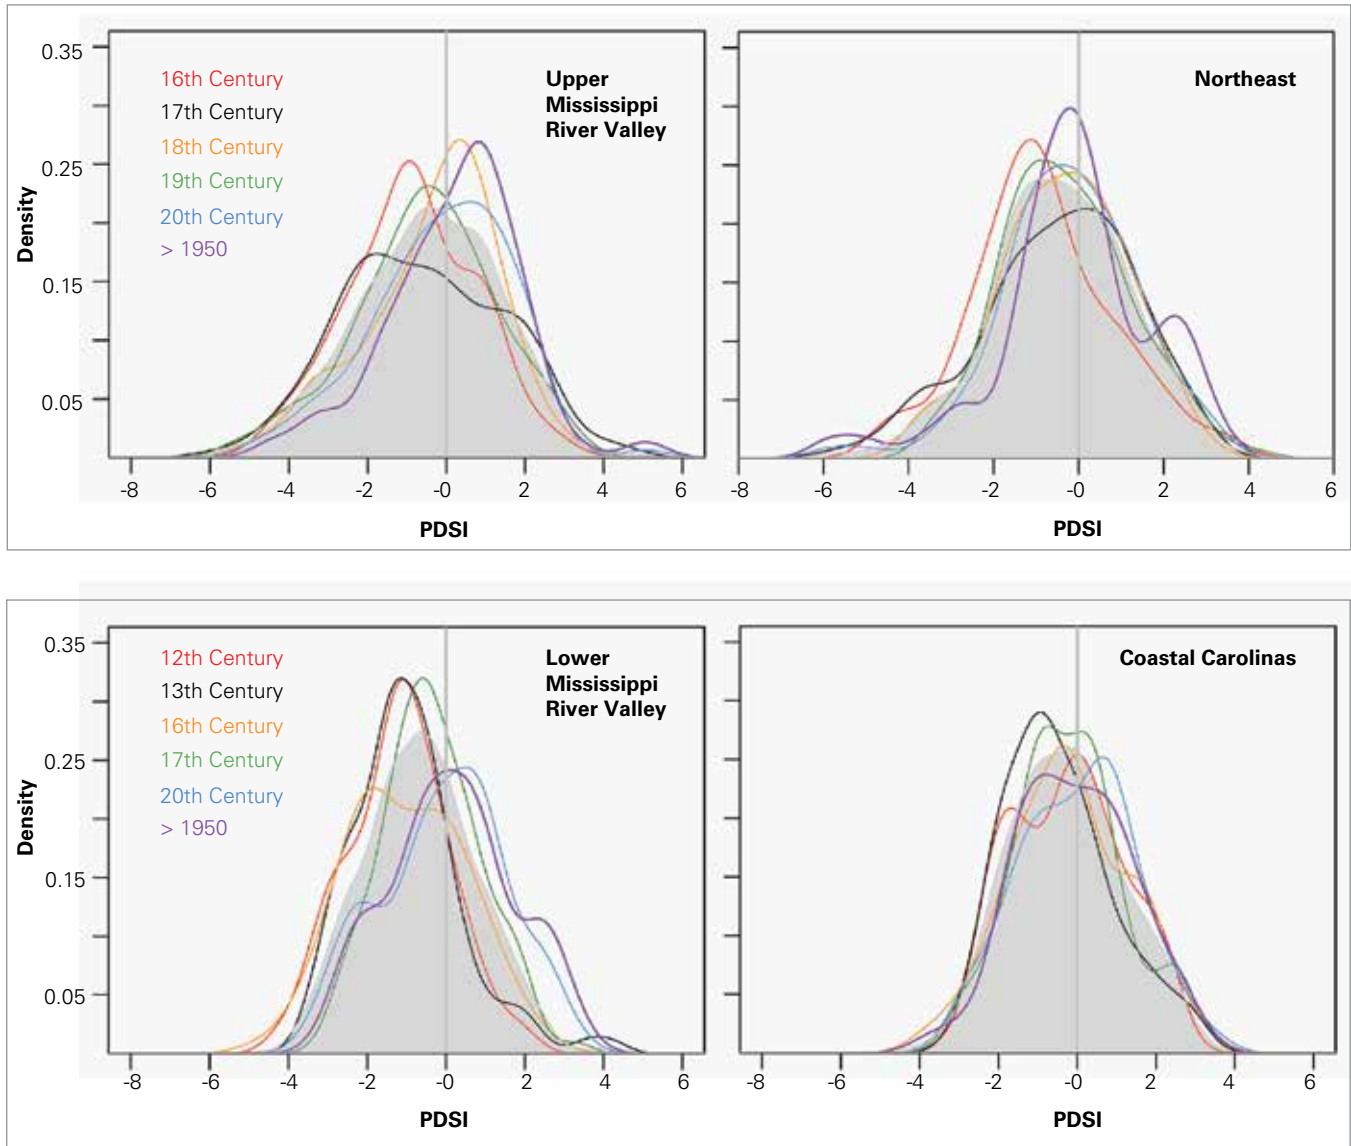 0.35
0.25
0.15
0.05
Density
16th Century
17th Century
18th Century
19th Century
20th Century
> 1950
Upper
Mississippi
River Valley
-8 -6 -4 -2 -0 2 4 6
PDSI
Northeast
-8 -6 -4 -2 -0 2 4 6
PDSI
0.35
0.25
0.15
0.05
Density
12th Century
13th Century
16th Century
17th Century
20th Century
> 1950
Lower
Mississippi
River Valley
-8 -6 -4 -2 -0 2 4 6
PDSI
Coastal Carolinas
-8 -6 -4 -2 -0 2 4 6
PDSI